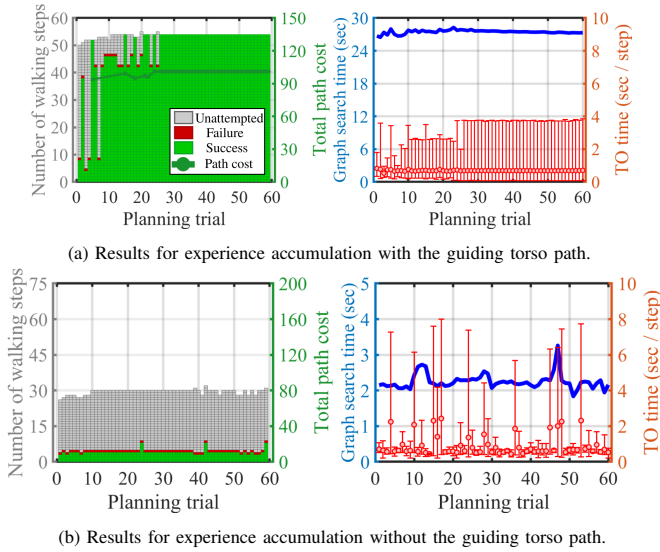 60
50
40
30
20
10
0
Number of walking steps
150
120
90
60
30
0
Total path cost
Unattempted
Failure
Success
Path cost
0 10 20 30 40 50 60
Planning trial
30
24
18
12
6
0
Graph search time (sec)
10
8
6
4
2
0
TO time (sec / step)
0 10 20 30 40 50 60
Planning trial
(a) Results for experience accumulation with the guiding torso path.
75
60
45
30
15
0
Number of walking steps
200
160
120
80
40
0
Total path cost
0 10 20 30 40 50 60
Planning trial
5
4
3
2
1
0
Graph search time (sec)
10
8
6
4
2
0
TO time (sec / step)
0 10 20 30 40 50 60
Planning trial
(b) Results for experience accumulation without the guiding torso path.